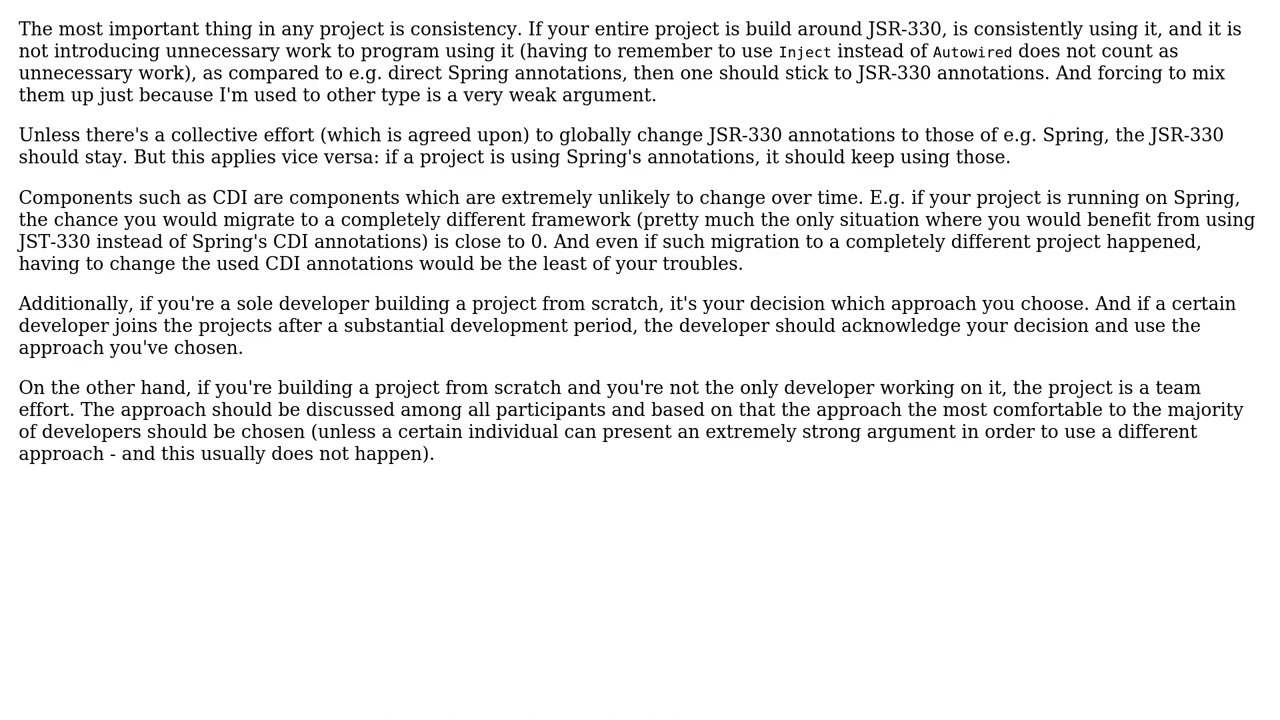 The most important thing in any project is consistency. If your entire project is build around JSR-330, is consistently using it, and it is
not introducing unnecessary work to program using it (having to remember to use Inject instead of Autowired does not count as
unnecessary work), as compared to e.g. direct Spring annotations, then one should stick to JSR-330 annotations. And forcing to mix
them up just because I'm used to other type is a very weak argument.
Unless there's a collective effort (which is agreed upon) to globally change JSR-330 annotations to those of e.g. Spring, the JSR-330
should stay. But this applies vice versa: if a project is using Spring's annotations, it should keep using those.
Components such as CDI are components which are extremely unlikely to change over time. E.g. if your project is running on Spring,
the chance you would migrate to a completely different framework (pretty much the only situation where you would benefit from using
JST-330 instead of Spring's CDI annotations) is close to 0. And even if such migration to a completely different project happened,
having to change the used CDI annotations would be the least of your troubles.
Additionally, if you're a sole developer building a project from scratch, it's your decision which approach you choose. And if a certain
developer joins the projects after a substantial development period, the developer should acknowledge your decision and use the
approach you've chosen.
On the other hand, if you're building a project from scratch and you're not the only developer working on it, the project is a team
effort. The approach should be discussed among all participants and based on that the approach the most comfortable to the majority
of developers should be chosen (unless a certain individual can present an extremely strong argument in order to use a different
approach - and this usually does not happen).